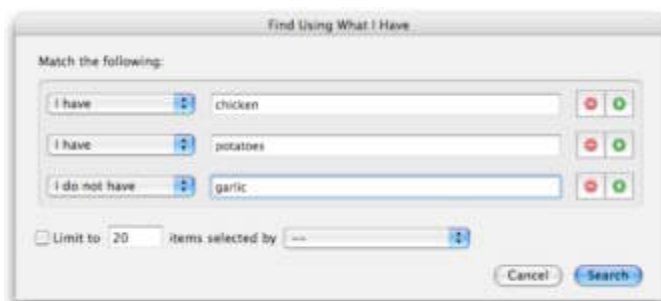 Find Using What I Have
Match the following:
I have chicken
I have potatoes
I do not have garlic
Limit to 20 items selected by --
Cancel Search